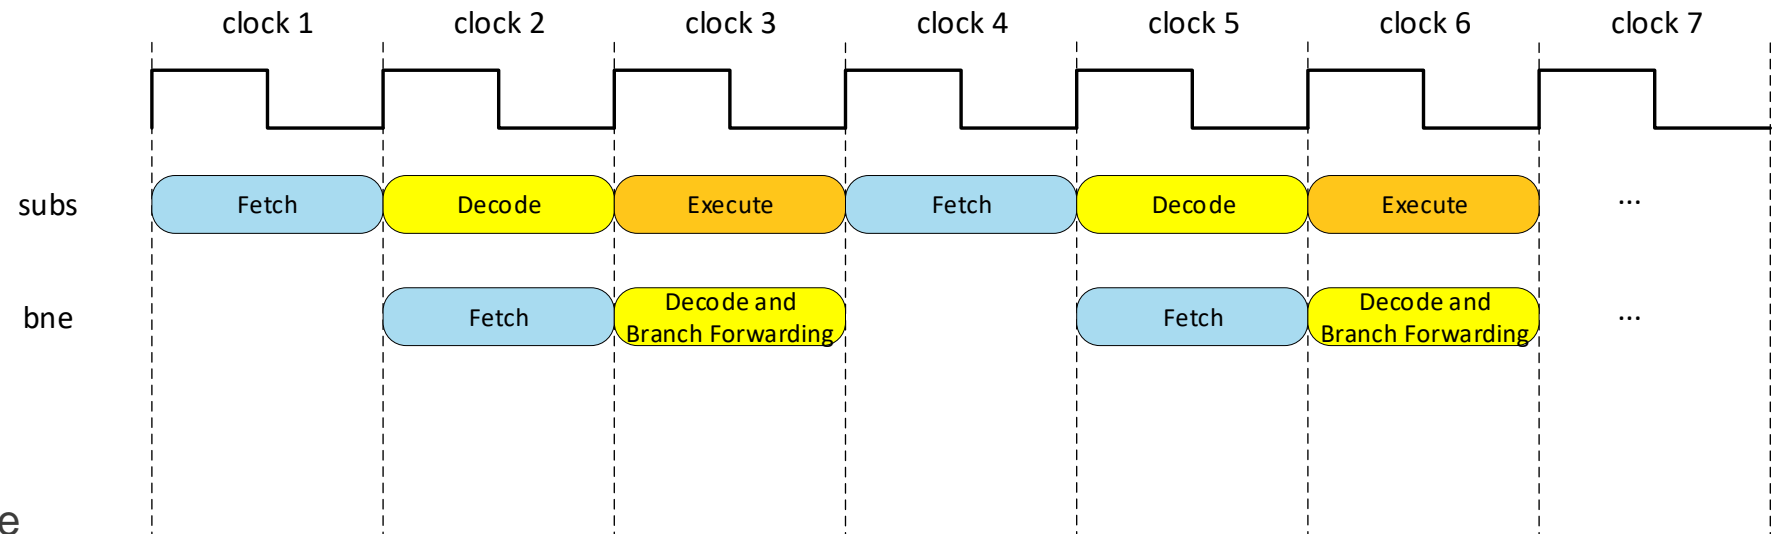 clock 1 clock 2 clock 3 clock 4 clock 5 clock 6 clock 7
subs Fetch Decode Execute Fetch Decode Execute ...
bne Fetch Decode and Branch Forwarding Fetch Decode and Branch Forwarding ...
e